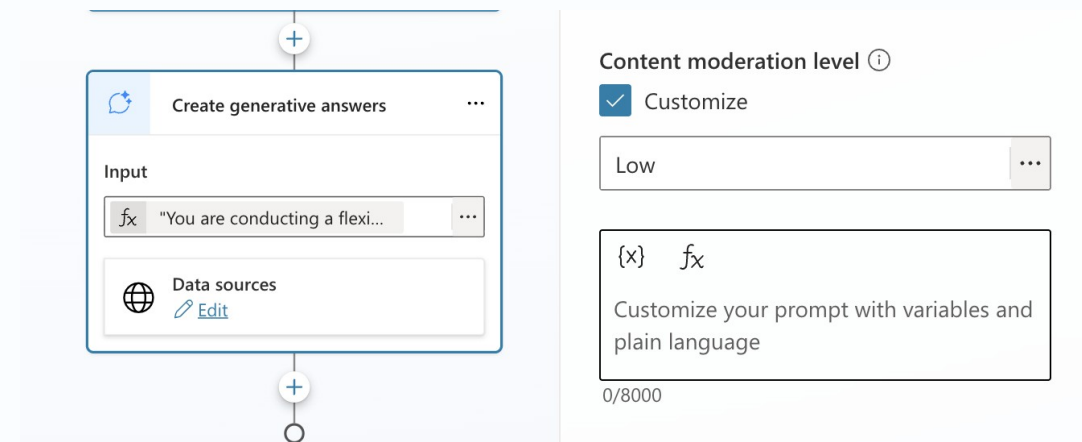 Create generative answers
...
Input
fx "You are conducting a flexi... ...
Data sources
Edit
Content moderation level
Customize
Low ...
{x} fx
Customize your prompt with variables and
plain language
0/8000